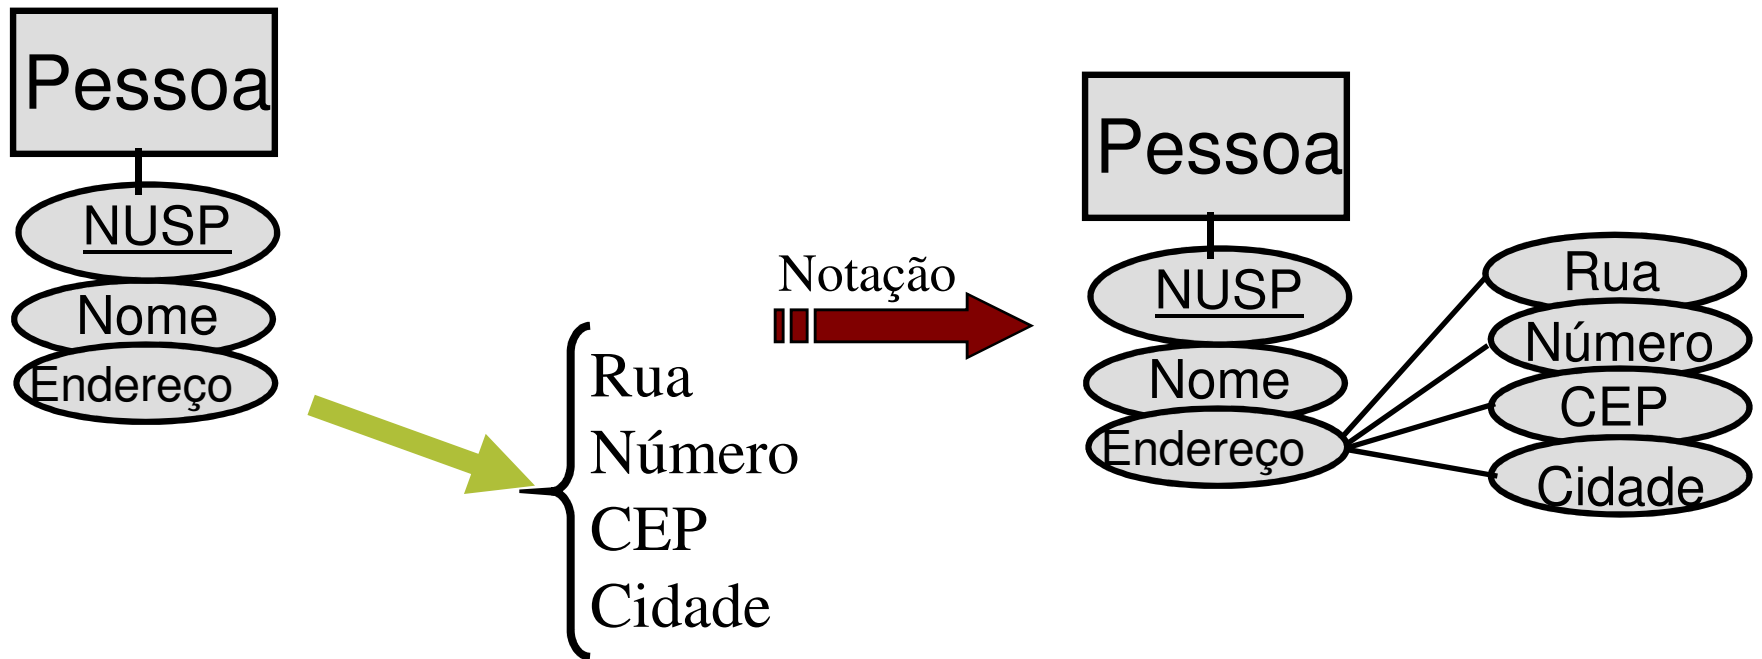 Pessoa
NUSP
Nome
Endereço
Rua
Número
CEP
Cidade
Notação
Pessoa
NUSP
Nome
Endereço
Rua
Número
CEP
Cidade